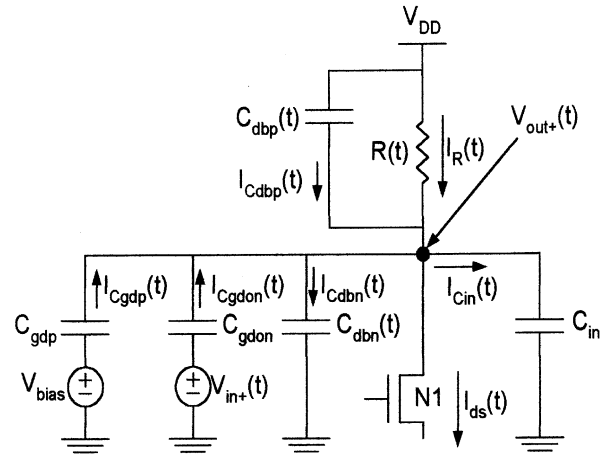 V_DD
C_dbp(t)
V_out+(t)
R(t)
I_R(t)
I_Cdbp(t)
I_Cgdp(t)
I_Cgdon(t)
I_Cdbn(t)
I_Cin(t)
C_gdp
C_gdon
C_dbn(t)
C_in
V_bias
V_in+(t)
N1
I_ds(t)